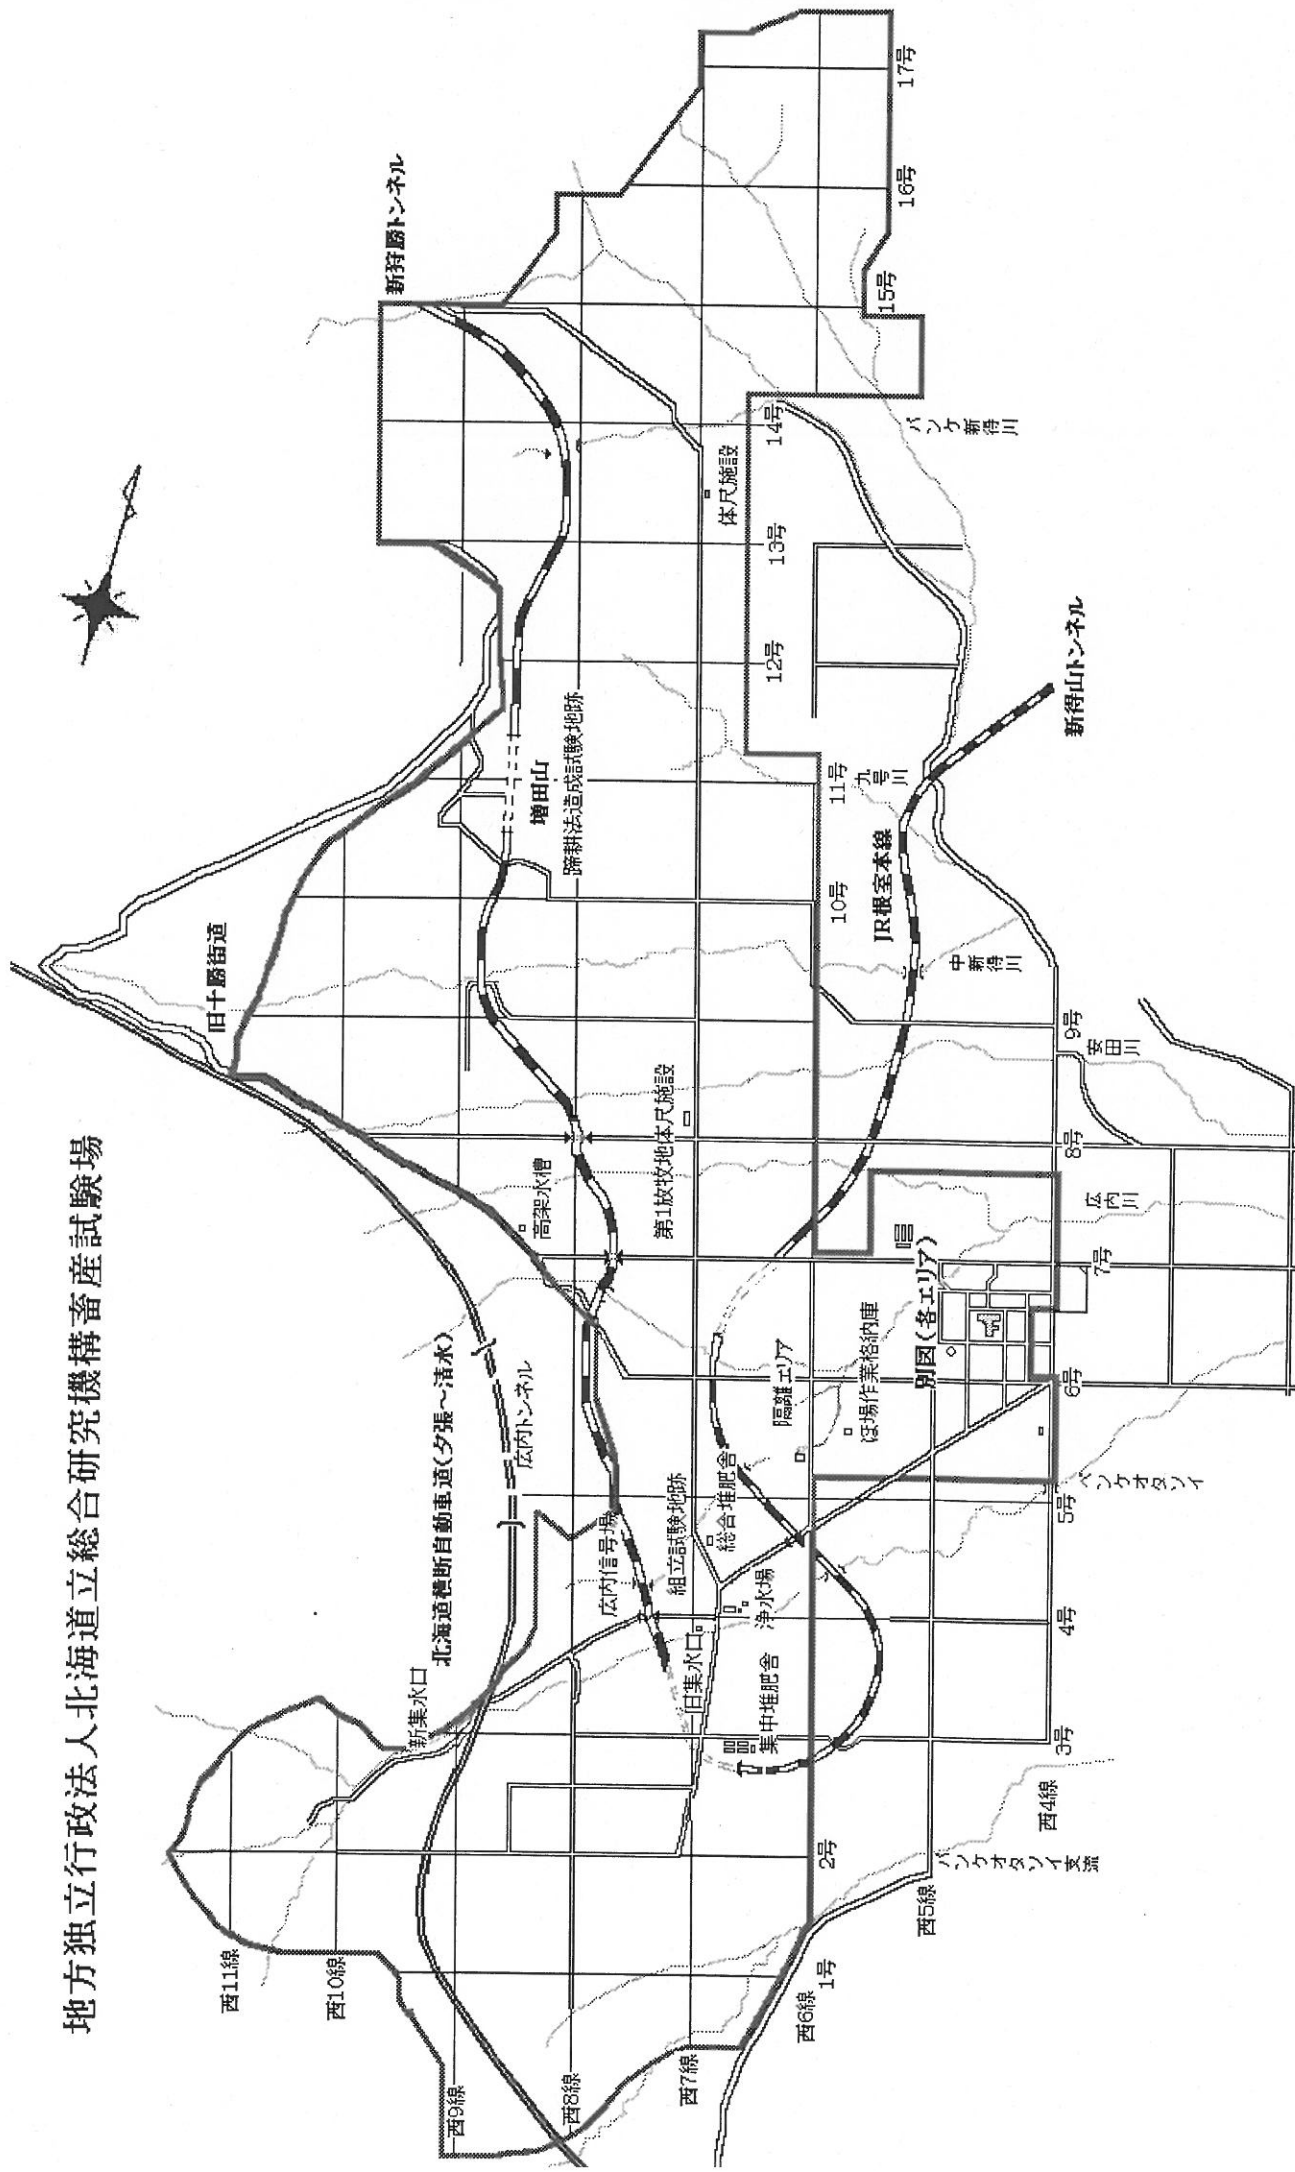 地方独立行政法人北海道立総合研究機構畜産試験場
新狩勝トンネル
旧十勝街道
北海道横断自動車道(夕張～清水)
広内トンネル
高架水槽
増田山
蹄耕法造成試験地跡
体尺施設
第1放牧地体尺施設
広内信号場
組立試験地跡
総合堆肥舎
隔離エリア
ほ場作業格納庫
別図(各エリア)
新集水口
旧集水口
浄水場
集中堆肥舎
JR根室本線
新得山トンネル
パンケ新得川
九号川
中新得川
安田川
広内川
ペンケオタソイ
パンケオタソイ支流
西11線
西10線
西9線
西8線
西7線
西6線
西5線
西4線
1号
2号
3号
4号
5号
6号
7号
8号
9号
10号
11号
12号
13号
14号
15号
16号
17号